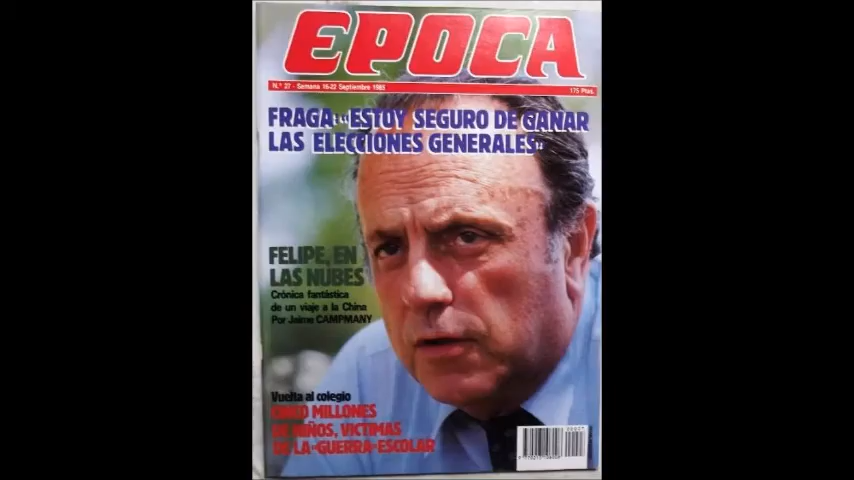 EPOCA
N.º 27 - Semana 16-22 Septiembre 1985
175 Ptas.
FRAGA: «ESTOY SEGURO DE GANAR
LAS ELECCIONES GENERALES»
FELIPE, EN
LAS NUBES
Crónica fantástica
de un viaje a la China
Por Jaime CAMPMANY
Vuelta al colegio
CINCO MILLONES
DE NIÑOS, VICTIMAS
DE LA «GUERRA» ESCOLAR